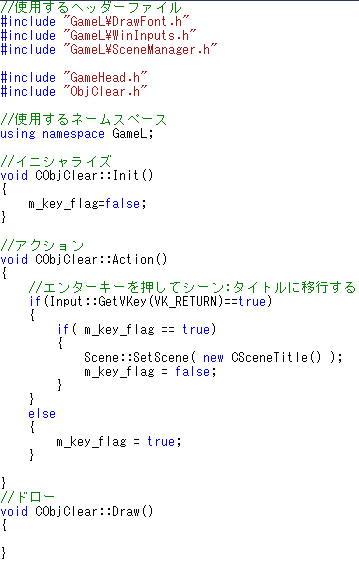 //使用するヘッダーファイル
#include "GameL¥DrawFont.h"
#include "GameL¥WinInputs.h"
#include "GameL¥SceneManager.h"

#include "GameHead.h"
#include "ObjClear.h"

//使用するネームスペース
using namespace GameL;

//イニシャライズ
void CObjClear::Init()
{
    m_key_flag=false;
}

//アクション
void CObjClear::Action()
{
    //エンターキーを押してシーン:タイトルに移行する
    if(Input::GetVKey(VK_RETURN)==true)
    {
        if( m_key_flag == true)
        {
            Scene::SetScene( new CSceneTitle() );
            m_key_flag = false;
        }
    }
    else
    {
        m_key_flag = true;
    }

}
//ドロー
void CObjClear::Draw()
{

}